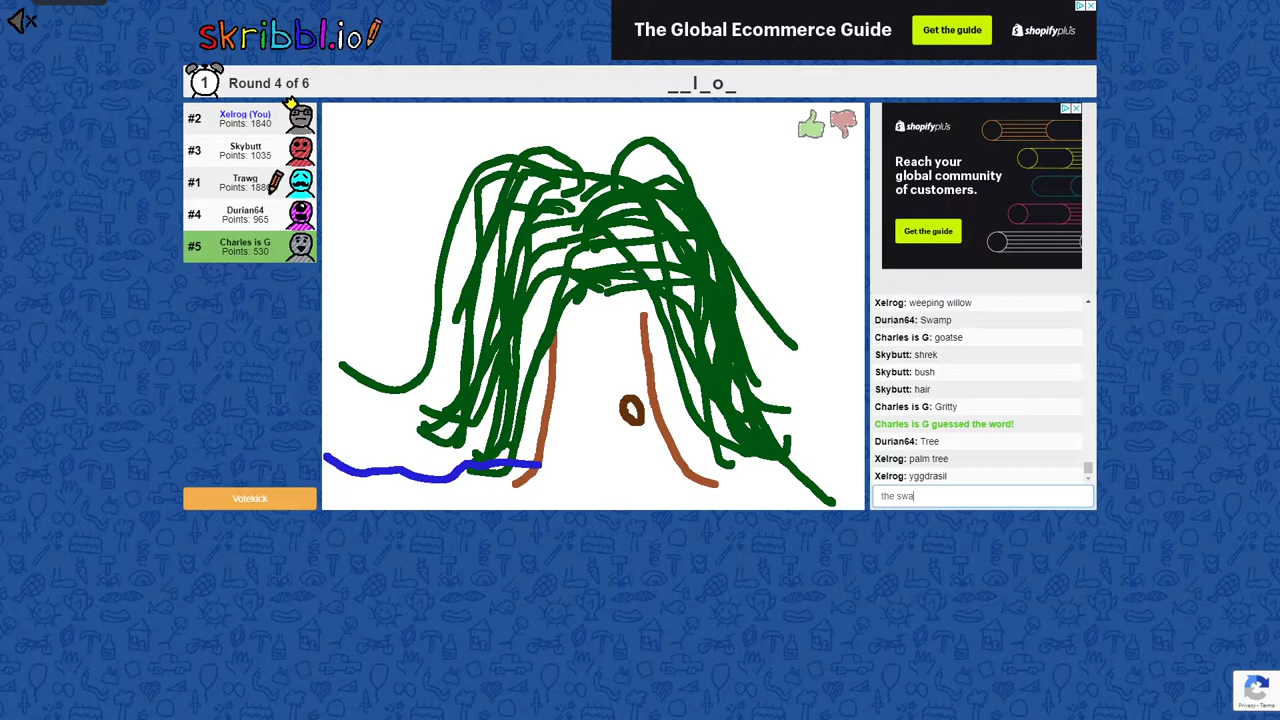 skribbl.io
The Global Ecommerce Guide
Get the guide
shopifyplus
1
Round 4 of 6
__l_o_
#2
Xelrog (You)
Points: 1840
#3
Skybutt
Points: 1035
#1
Trawg
#4
Durian64
Points: 965
#5
Charles is G
Points: 530
Votekick
shopifyplus
Reach your
global community
of customers.
Get the guide
Xelrog: weeping willow
Durian64: Swamp
Charles is G: goatse
Skybutt: shrek
Skybutt: bush
Skybutt: hair
Charles is G: Gritty
Charles is G guessed the word!
Durian64: Tree
Xelrog: palm tree
Xelrog: yggdrasil
the swa
Privacy - Terms